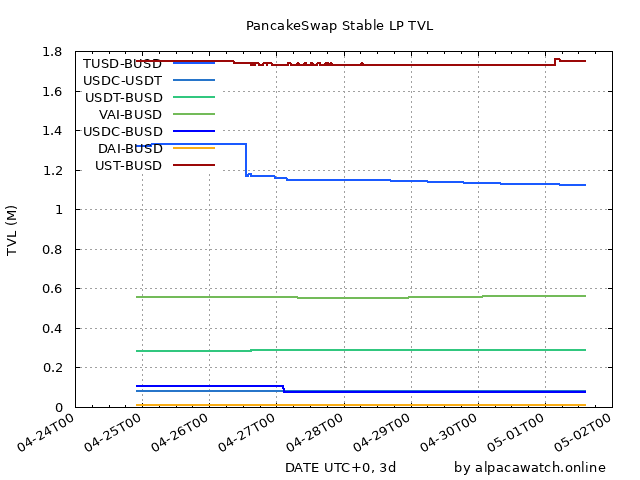 PancakeSwap Stable LP TVL
TVL (M)
1.8
1.6
1.4
1.2
1
0.8
0.6
0.4
0.2
0
TUSD-BUSD
USDC-USDT
USDT-BUSD
VAI-BUSD
USDC-BUSD
DAI-BUSD
UST-BUSD
04-24T00
04-25T00
04-26T00
04-27T00
04-28T00
04-29T00
04-30T00
05-01T00
05-02T00
DATE UTC+0, 3d
by alpacawatch.online